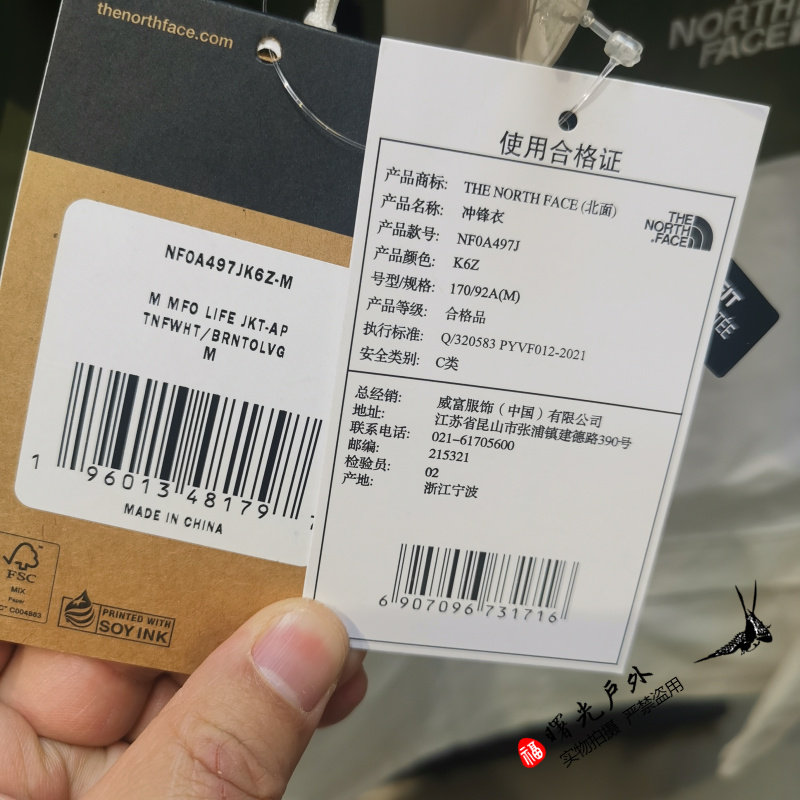 thenorthface.com
NF0A497JK6Z-M
M MFO LIFE JKT-AP
TNFWHT/BRNTOLVG
M
1 96013 48179
MADE IN CHINA
FSC
MIX
Paper
C004863
PRINTED WITH
SOY INK
使用合格证
产品商标: THE NORTH FACE (北面)
产品名称: 冲锋衣
产品款号: NF0A497J
产品颜色: K6Z
号型/规格: 170/92A(M)
产品等级: 合格品
执行标准: Q/320583 PYVF012-2021
安全类别: C类
THE
NORTH
FACE
总经销: 威富服饰（中国）有限公司
地址: 江苏省昆山市张浦镇建德路390号
联系电话: 021-61705600
邮编: 215321
检验员: 02
产地: 浙江宁波
6 907096 731716
NORTH
FACE
福
曙光户外
实物拍摄 严禁盗用